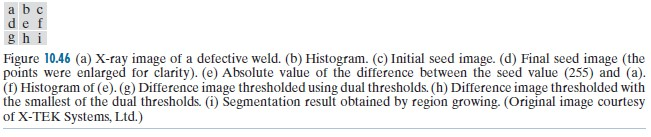 a b c
d e f
g h i
Figure 10.46 (a) X-ray image of a defective weld. (b) Histogram. (c) Initial seed image. (d) Final seed image (the
points were enlarged for clarity). (e) Absolute value of the difference between the seed value (255) and (a).
(f) Histogram of (e). (g) Difference image thresholded using dual thresholds. (h) Difference image thresholded with
the smallest of the dual thresholds. (i) Segmentation result obtained by region growing. (Original image courtesy
of X-TEK Systems, Ltd.)